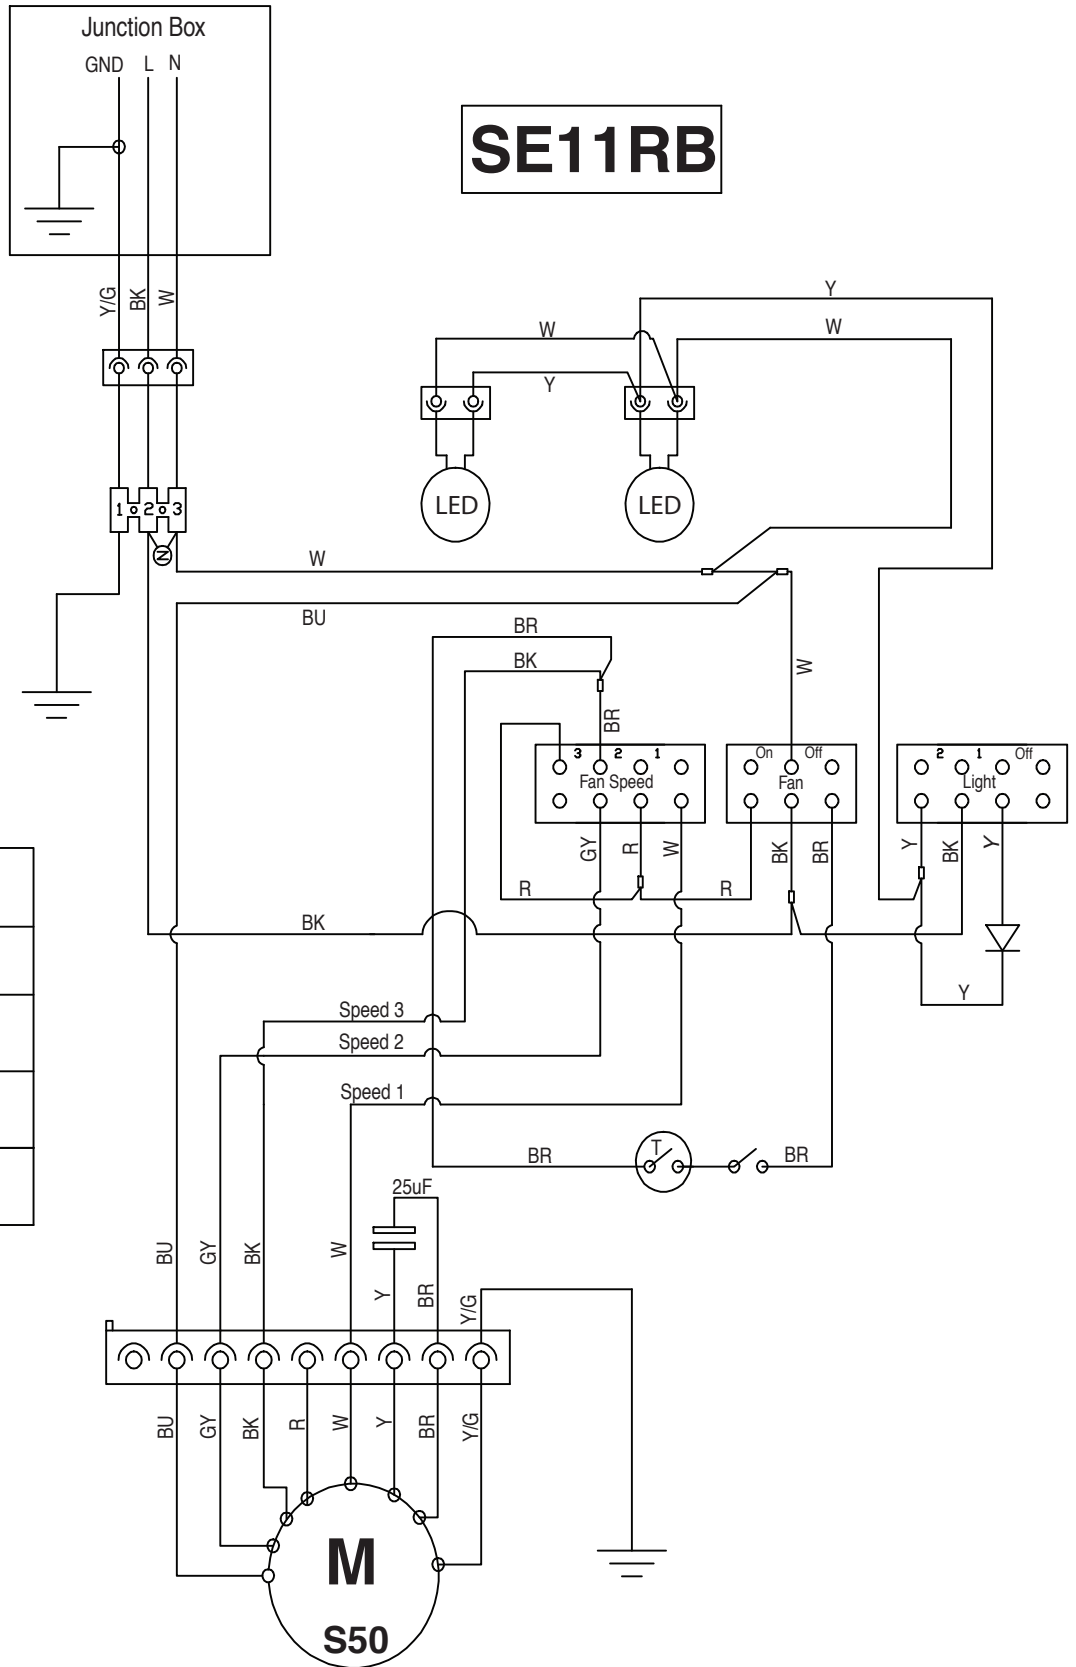 Junction Box
GND L N
SE11RB
Y/G BK W
Y
W W
Y
LED LED
1 2 3
N
W
BU
BR
BK
W
BR
3 2 1
Fan Speed
On Off
Fan
2 1 Off
Light
GY R W BK BR Y BK Y
R R
BK
Y
Speed 3
Speed 2
Speed 1
T
BR BR
25uF
BU GY BK W Y BR Y/G
BU GY BK R W Y BR Y/G
M
S50